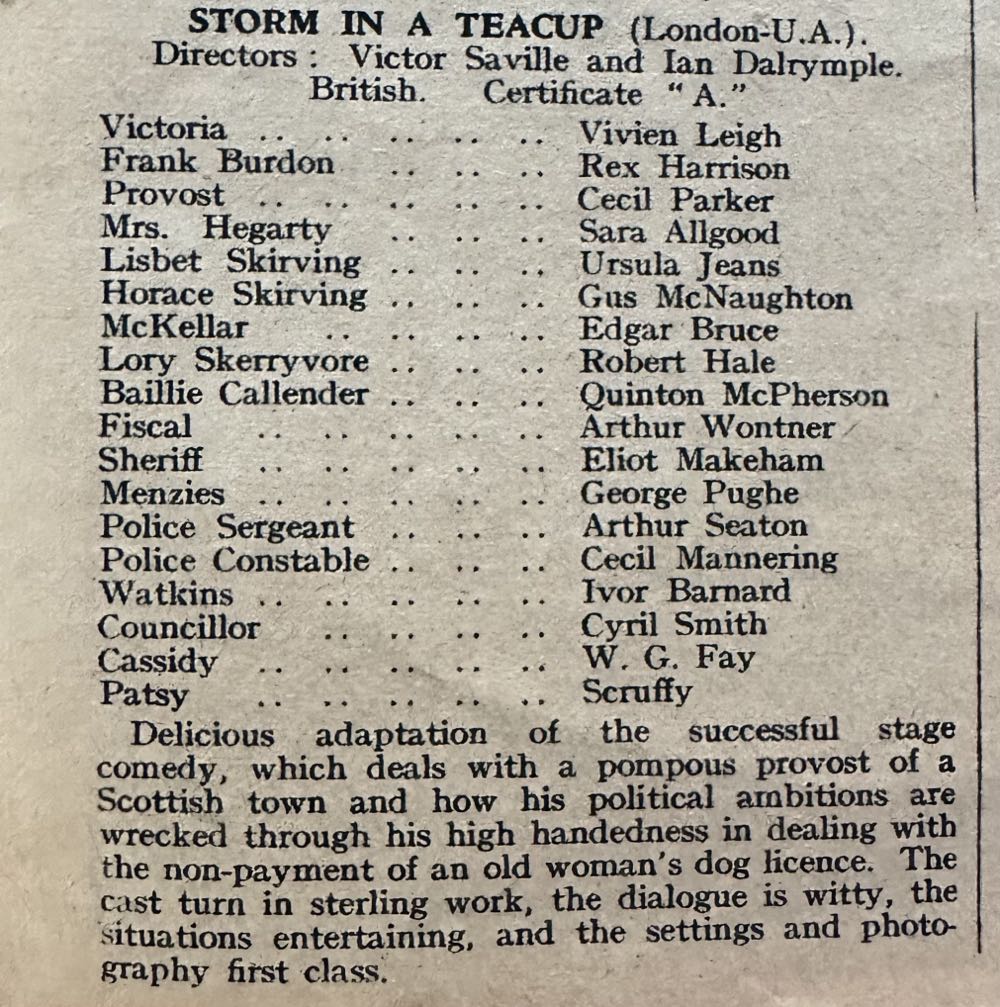 STORM IN A TEACUP (London-U.A.).
Directors : Victor Saville and Ian Dalrymple.
British. Certificate "A."
Victoria .. .. .. .. .. Vivien Leigh
Frank Burdon .. .. .. Rex Harrison
Provost .. .. .. .. .. Cecil Parker
Mrs. Hegarty .. .. .. Sara Allgood
Lisbet Skirving .. .. .. Ursula Jeans
Horace Skirving .. .. .. Gus McNaughton
McKellar .. .. .. .. Edgar Bruce
Lory Skerryvore .. .. .. Robert Hale
Baillie Callender .. .. .. Quinton McPherson
Fiscal .. .. .. .. .. Arthur Wontner
Sheriff .. .. .. .. .. Eliot Makeham
Menzies .. .. .. .. .. George Pughe
Police Sergeant .. .. .. Arthur Seaton
Police Constable .. .. .. Cecil Mannering
Watkins .. .. .. .. .. Ivor Barnard
Councillor .. .. .. .. Cyril Smith
Cassidy .. .. .. .. .. W. G. Fay
Patsy .. .. .. .. .. Scruffy
Delicious adaptation of the successful stage
comedy, which deals with a pompous provost of a
Scottish town and how his political ambitions are
wrecked through his high handedness in dealing with
the non-payment of an old woman's dog licence. The
cast turn in sterling work, the dialogue is witty, the
situations entertaining, and the settings and photo-
graphy first class.